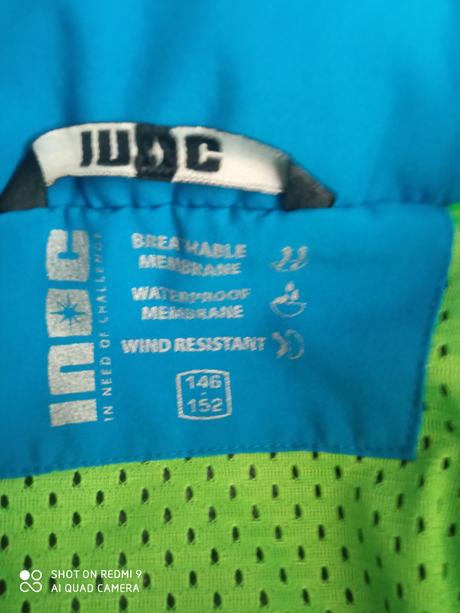 INOC
INOC
IN NEED OF CHALLENGE
BREATHABLE
MEMBRANE
WATERPROOF
MEMBRANE
WIND RESISTANT
146
-
152
SHOT ON REDMI 9
AI QUAD CAMERA